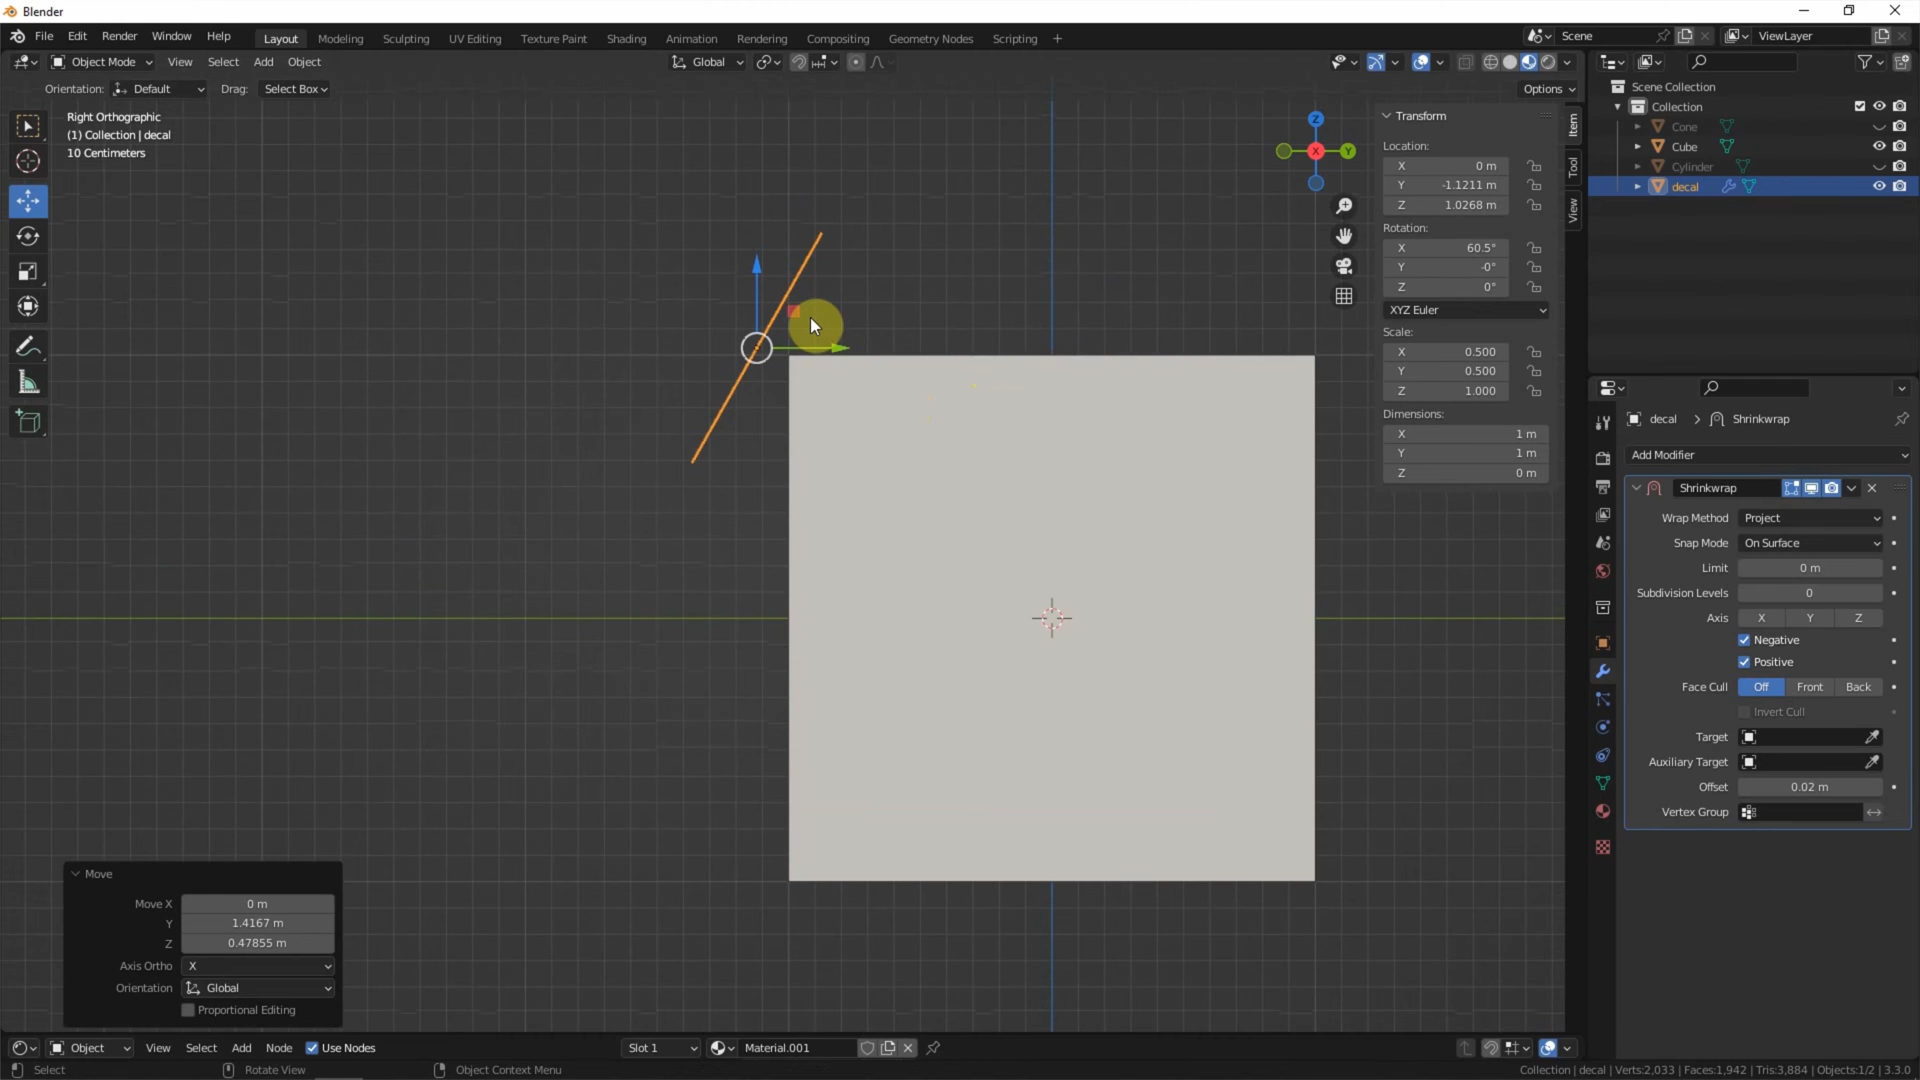 Blender
File Edit Render Window Help Layout Modeling Sculpting UV Editing Texture Paint Shading Animation Rendering Compositing Geometry Nodes Scripting + Scene ViewLayer
Object Mode View Select Add Object Global
Orientation: Default Drag: Select Box Options
Right Orthographic
(1) Collection | decal
10 Centimeters
Z
X
Y
Item
Tool
View
Transform
Location:
X 0 m
Y -1.1211 m
Z 1.0268 m
Rotation:
X 60.5°
Y -0°
Z 0°
XYZ Euler
Scale:
X 0.500
Y 0.500
Z 1.000
Dimensions:
X 1 m
Y 1 m
Z 0 m
Scene Collection
Collection
Cone
Cube
Cylinder
decal
decal > Shrinkwrap
Add Modifier
Shrinkwrap
Wrap Method Project
Snap Mode On Surface
Limit 0 m
Subdivision Levels 0
Axis X Y Z
Negative
Positive
Face Cull Off Front Back
Invert Cull
Target
Auxiliary Target
Offset 0.02 m
Vertex Group
Move
Move X 0 m
Y 1.4167 m
Z 0.47855 m
Axis Ortho X
Orientation Global
Proportional Editing
Object View Select Add Node Use Nodes Slot 1 Material.001
Select Rotate View Object Context Menu Collection | decal | Verts:2,033 | Faces:1,942 | Tris:3,884 | Objects:1/2 | 3.3.0